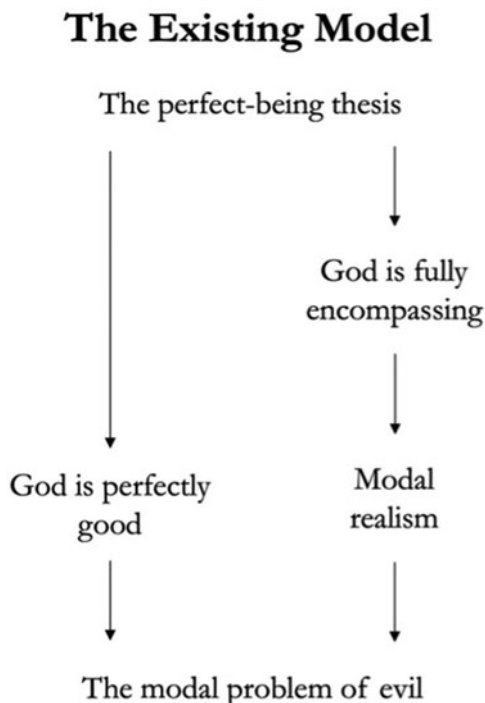 The Existing Model
The perfect-being thesis
God is fully
encompassing
God is perfectly
good
Modal
realism
The modal problem of evil